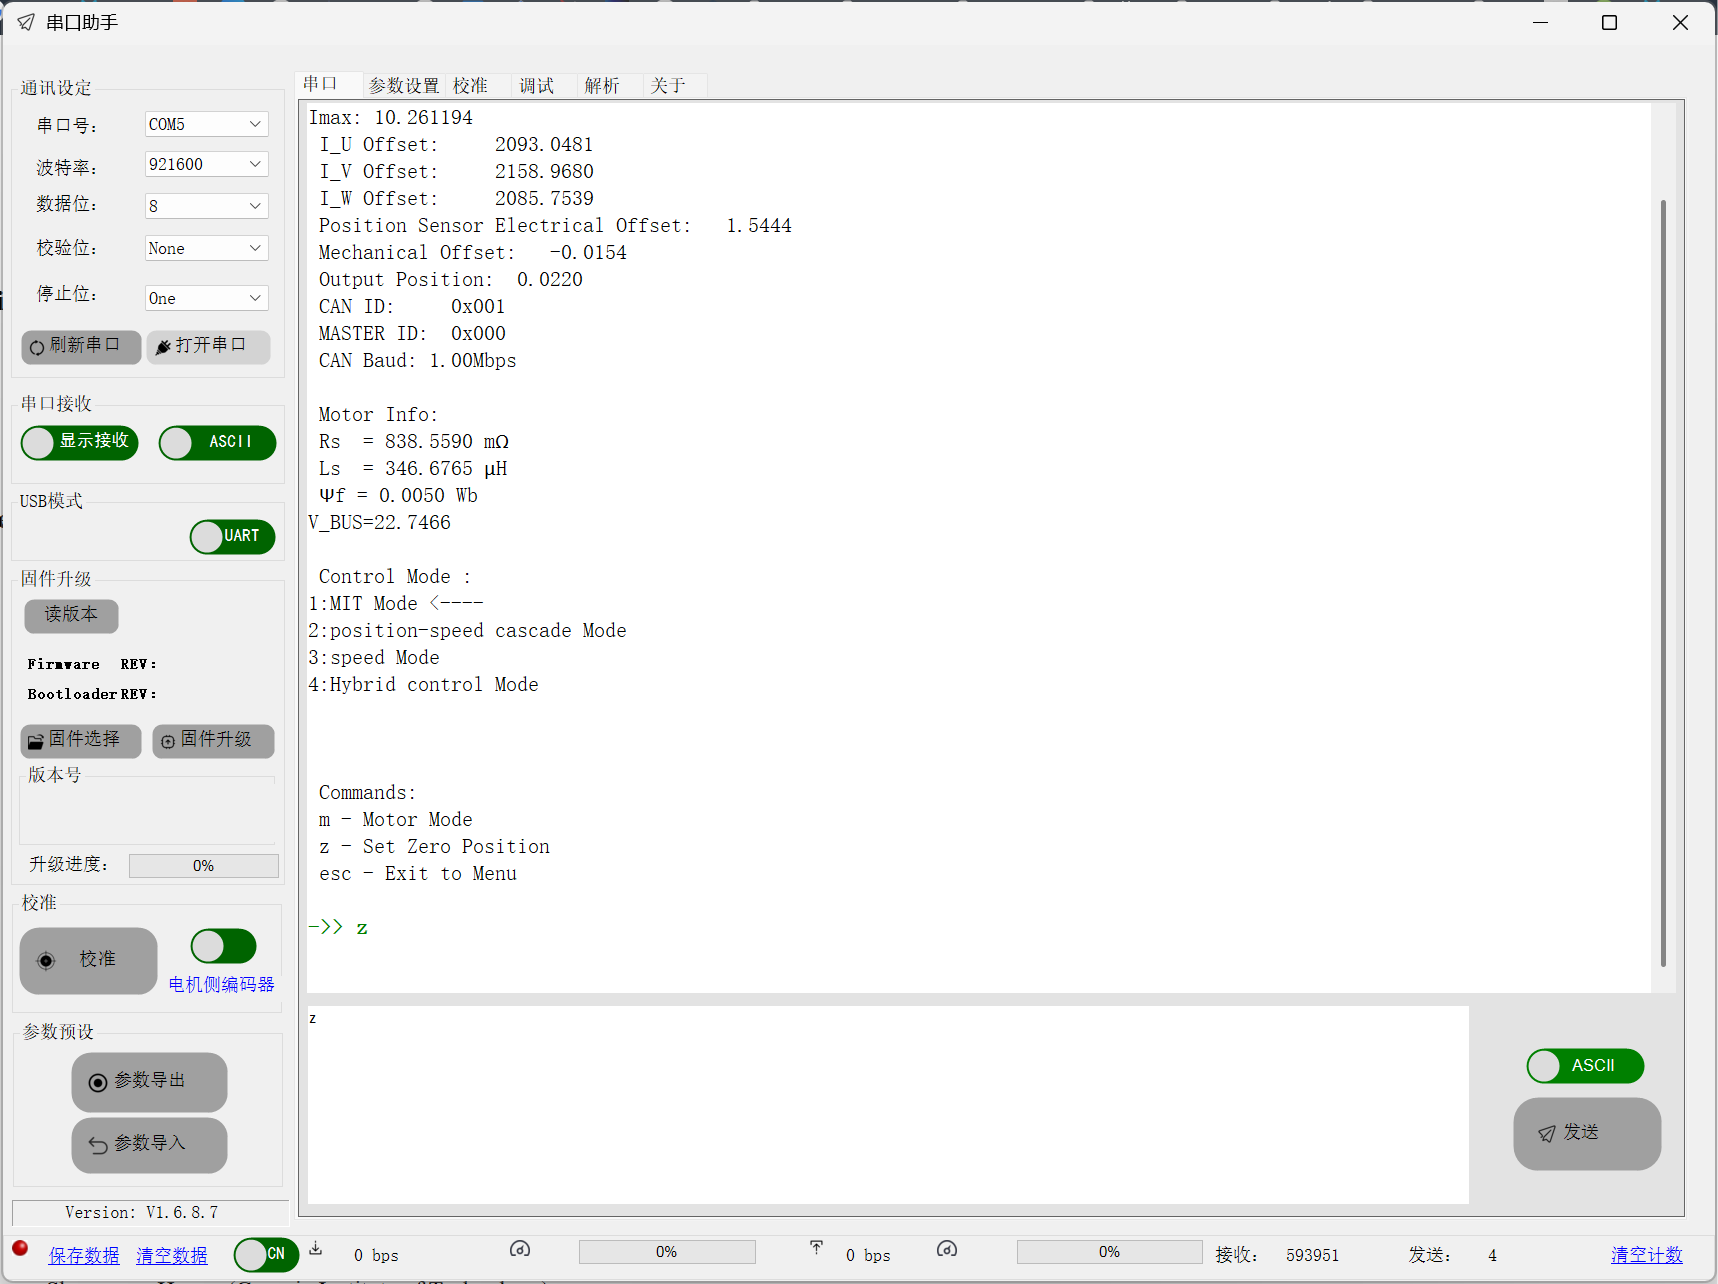 串口助手
通讯设定
串口号:
COM5
波特率:
921600
数据位:
8
校验位:
None
停止位:
One
刷新串口
打开串口
串口接收
显示接收
ASCII
USB模式
UART
固件升级
读版本
Firmware REV:
Bootloader REV:
固件选择
固件升级
版本号
升级进度:
0%
校准
校准
电机侧编码器
参数预设
参数导出
参数导入
Version: V1.6.8.7
串口 参数设置 校准 调试 解析 关于
Imax: 10.261194
I_U Offset: 2093.0481
I_V Offset: 2158.9680
I_W Offset: 2085.7539
Position Sensor Electrical Offset: 1.5444
Mechanical Offset: -0.0154
Output Position: 0.0220
CAN ID: 0x001
MASTER ID: 0x000
CAN Baud: 1.00Mbps
Motor Info:
Rs = 838.5590 mΩ
Ls = 346.6765 μH
Ψf = 0.0050 Wb
V_BUS=22.7466
Control Mode :
1:MIT Mode <----
2:position-speed cascade Mode
3:speed Mode
4:Hybrid control Mode
Commands:
m - Motor Mode
z - Set Zero Position
esc - Exit to Menu
->> z
z
ASCII
发送
保存数据 清空数据 CN 0 bps 0% 0 bps 0% 接收: 593951 发送: 4 清空计数